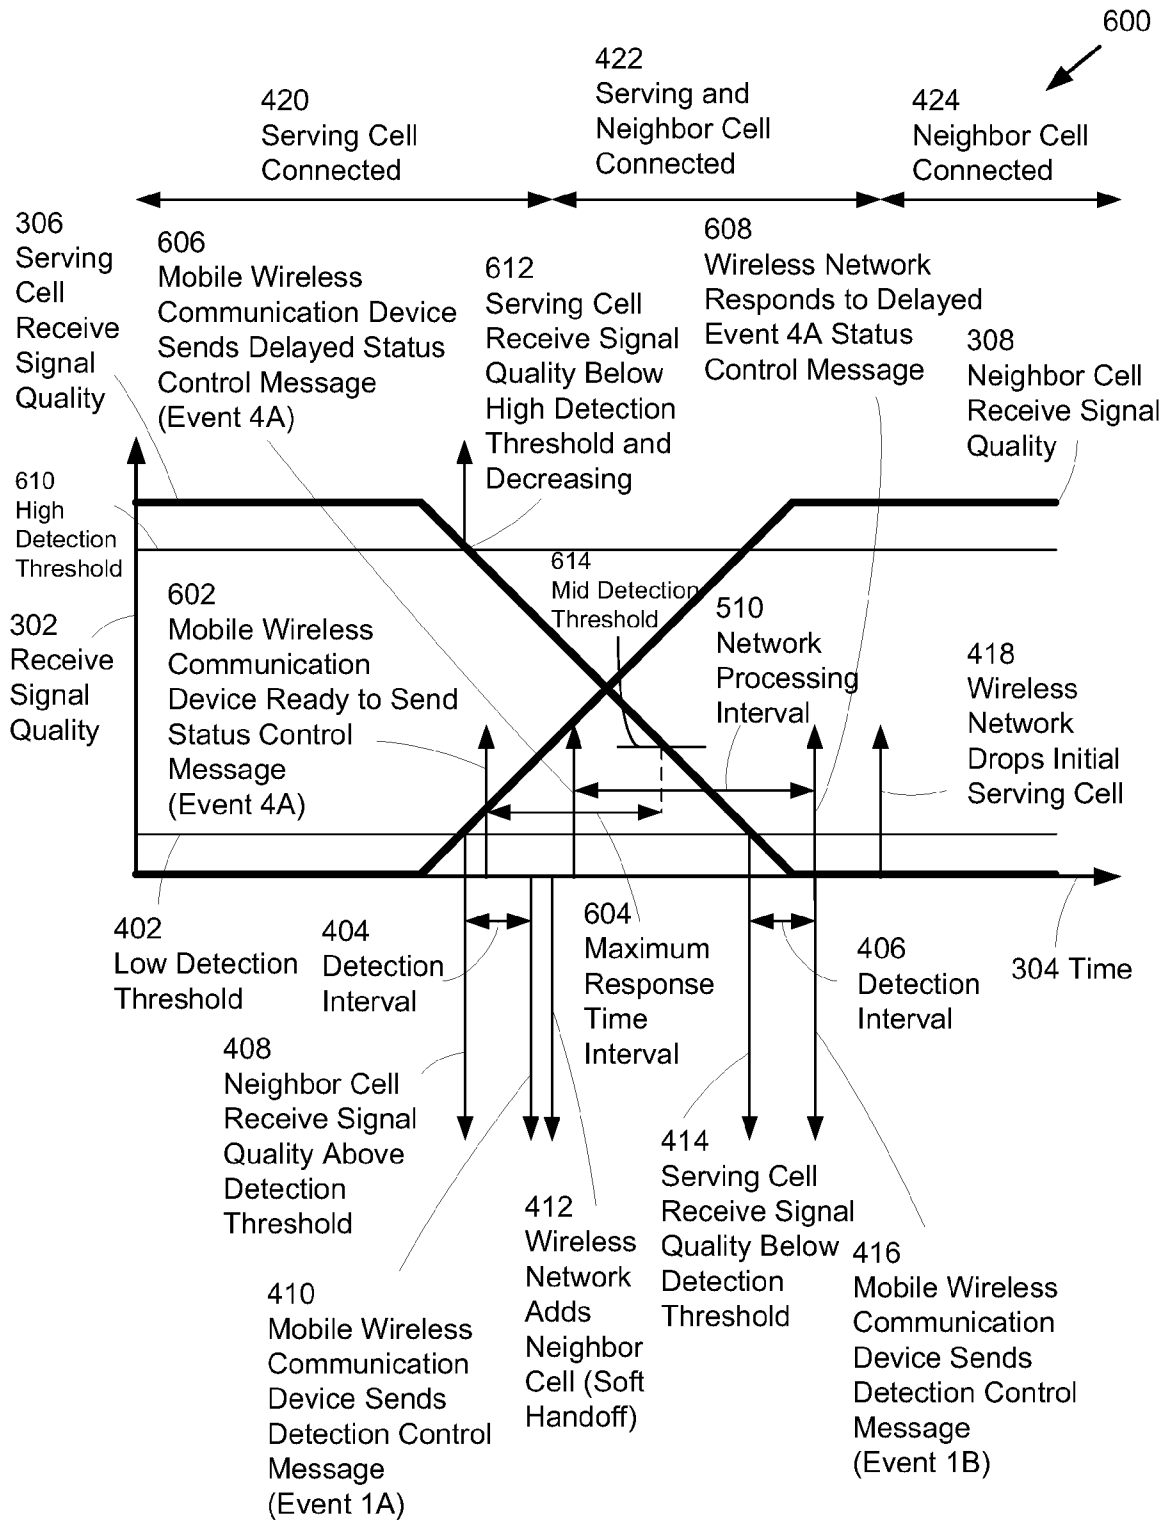 600
420
Serving Cell
Connected
422
Serving and
Neighbor Cell
Connected
424
Neighbor Cell
Connected
306
Serving
Cell
Receive
Signal
Quality
606
Mobile Wireless
Communication Device
Sends Delayed Status
Control Message
(Event 4A)
612
Serving Cell
Receive Signal
Quality Below
High Detection
Threshold and
Decreasing
608
Wireless Network
Responds to Delayed
Event 4A Status
Control Message
308
Neighbor Cell
Receive Signal
Quality
610
High
Detection
Threshold
302
Receive
Signal
Quality
602
Mobile Wireless
Communication
Device Ready to Send
Status Control
Message
(Event 4A)
614
Mid Detection
Threshold
510
Network
Processing
Interval
418
Wireless
Network
Drops Initial
Serving Cell
402
Low Detection
Threshold
404
Detection
Interval
604
Maximum
Response
Time
Interval
406
Detection
Interval
304 Time
408
Neighbor Cell
Receive Signal
Quality Above
Detection
Threshold
410
Mobile Wireless
Communication
Device Sends
Detection Control
Message
(Event 1A)
412
Wireless
Network
Adds
Neighbor
Cell (Soft
Handoff)
414
Serving Cell
Receive Signal
Quality Below
Detection
Threshold
416
Mobile Wireless
Communication
Device Sends
Detection Control
Message
(Event 1B)